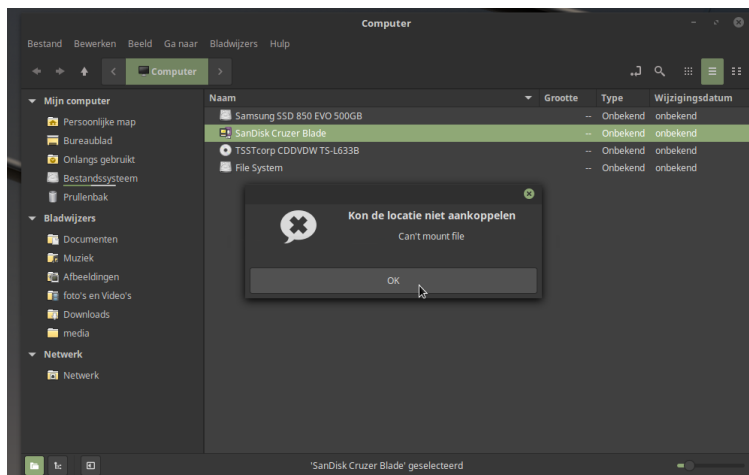 Computer
Bestand Bewerken Beeld Ga naar Bladwijzers Hulp
Computer
Mijn computer
Persoonlijke map
Bureaublad
Onlangs gebruikt
Bestandssysteem
Prullenbak
Bladwijzers
Documenten
Muziek
Afbeeldingen
foto's en Video's
Downloads
media
Netwerk
Netwerk
Naam Grootte Type Wijzigingsdatum
Samsung SSD 850 EVO 500GB -- Onbekend onbekend
SanDisk Cruzer Blade -- Onbekend onbekend
TSSTcorp CDDVDW TS-L633B -- Onbekend onbekend
File System -- Onbekend onbekend
Kon de locatie niet aankoppelen
Can't mount file
OK
'SanDisk Cruzer Blade' geselecteerd